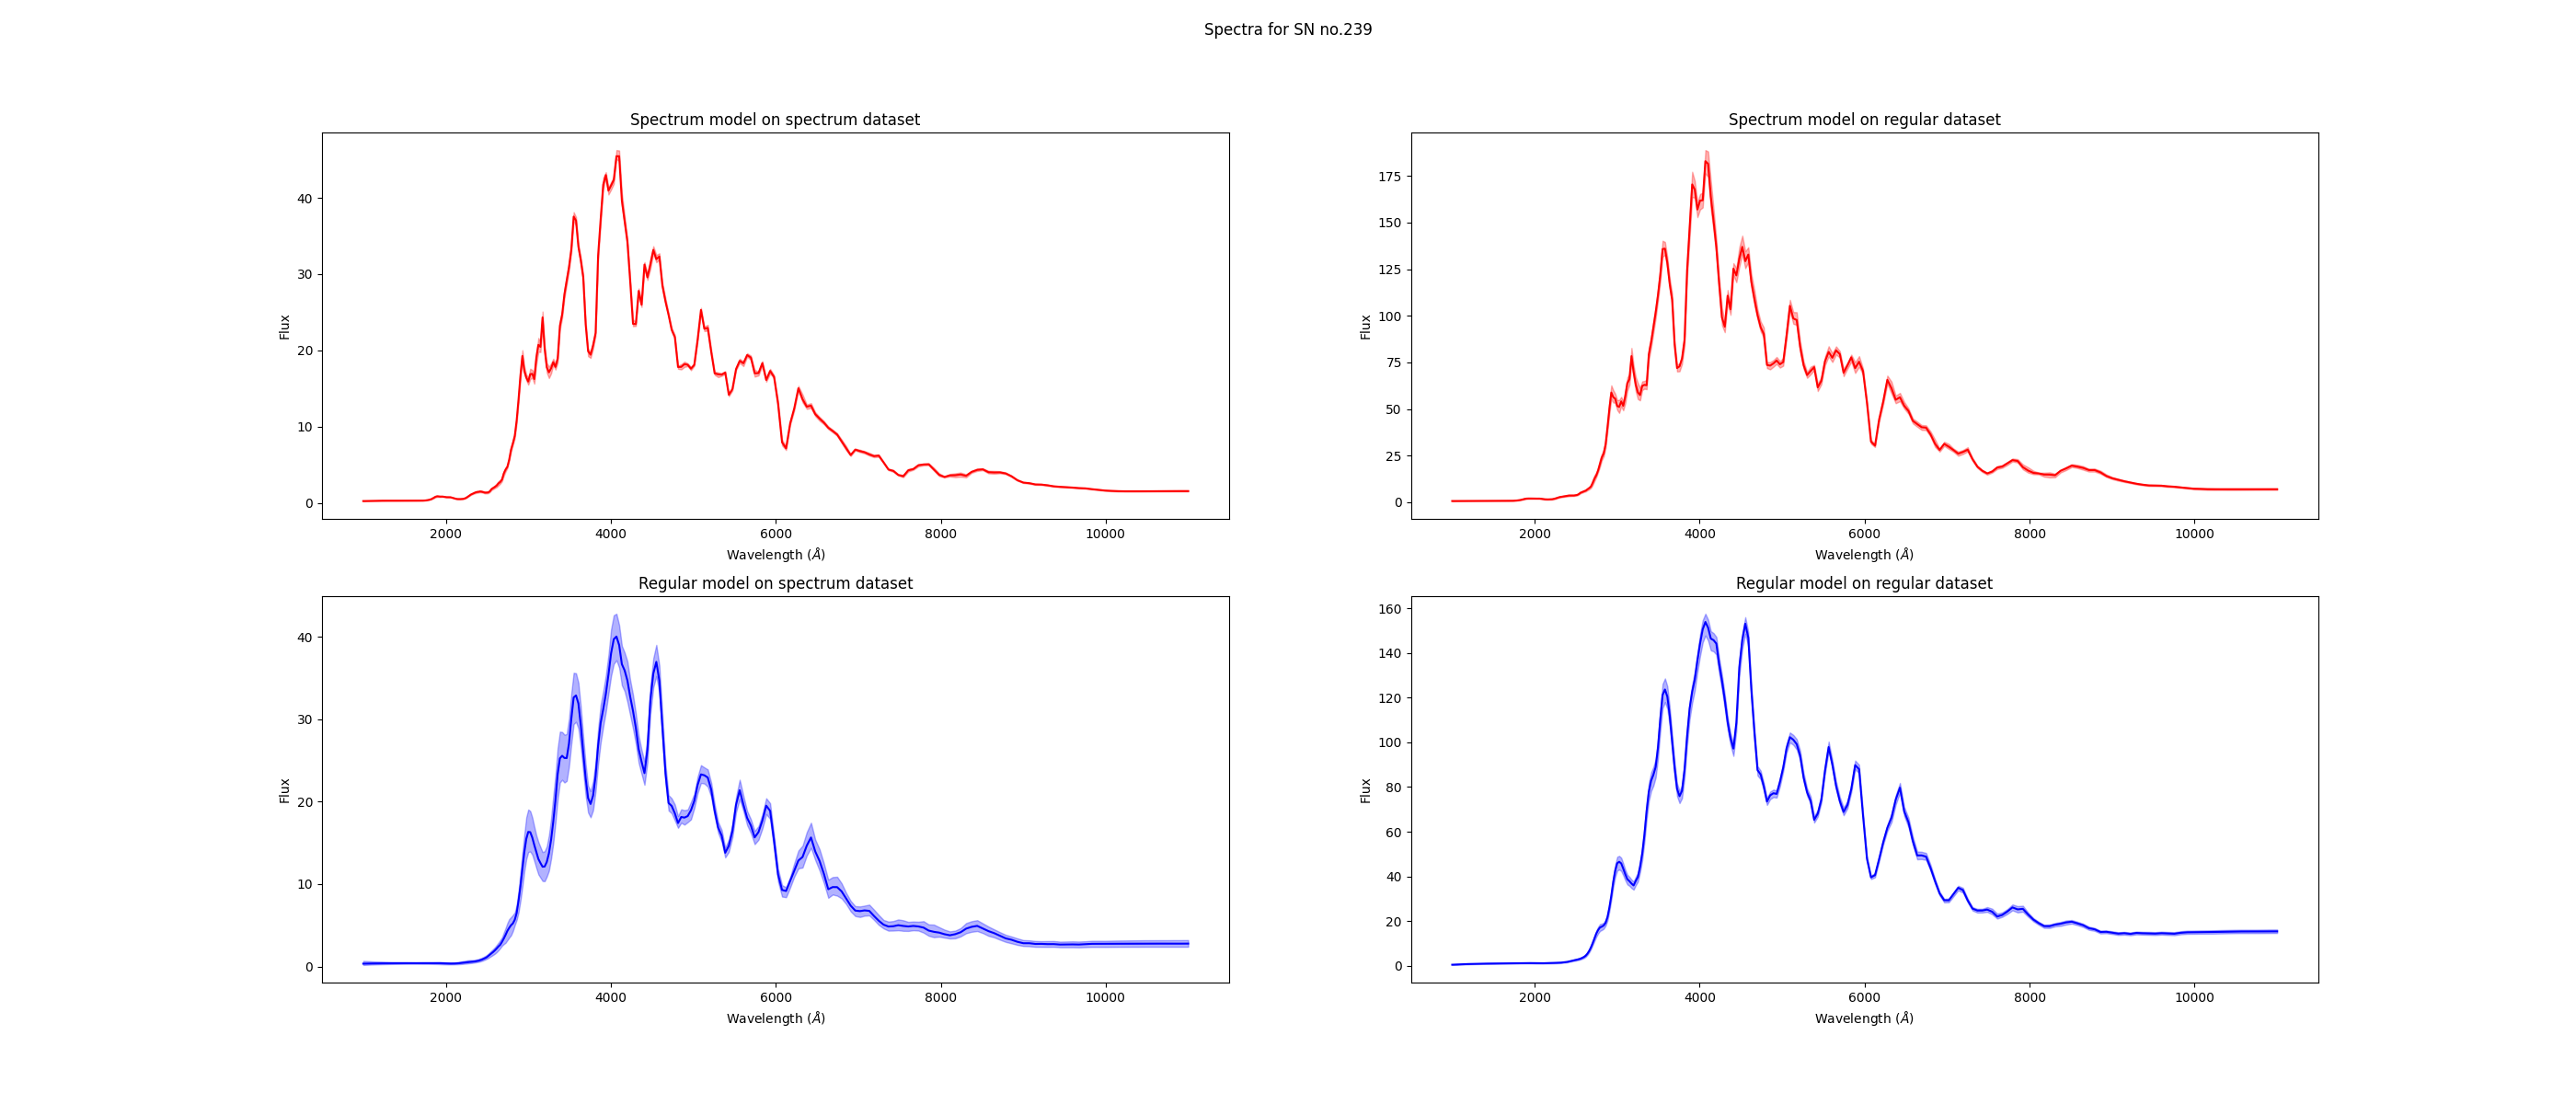 Spectra for SN no.239
Spectrum model on spectrum dataset
40
30
20
10
0
Flux
2000 4000 6000 8000 10000
Wavelength (Å)
Spectrum model on regular dataset
175
150
125
100
75
50
25
0
Flux
2000 4000 6000 8000 10000
Wavelength (Å)
Regular model on spectrum dataset
40
30
20
10
0
Flux
2000 4000 6000 8000 10000
Wavelength (Å)
Regular model on regular dataset
160
140
120
100
80
60
40
20
0
Flux
2000 4000 6000 8000 10000
Wavelength (Å)